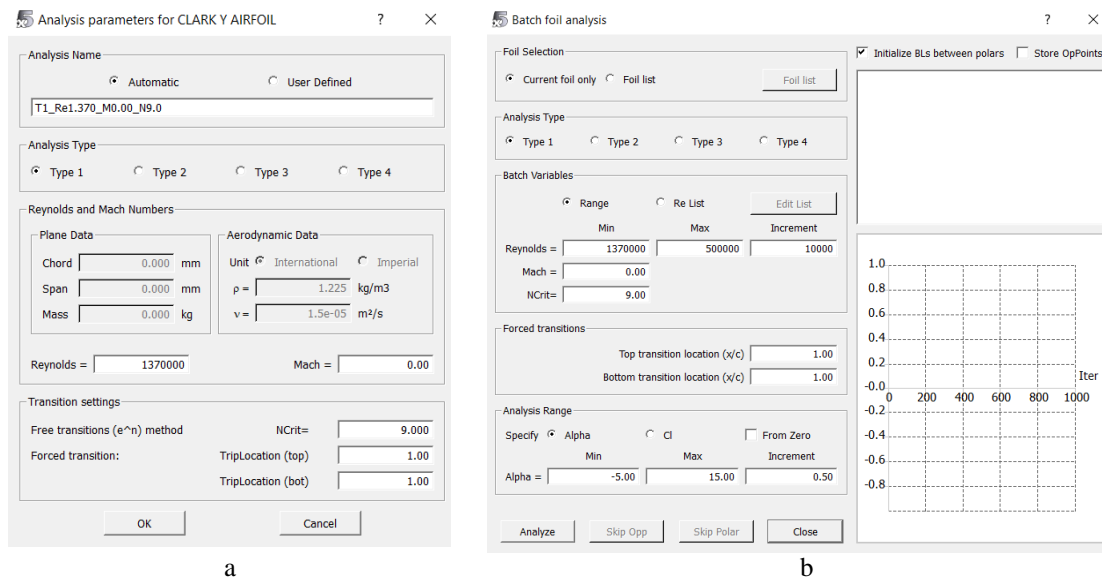 Analysis parameters for CLARK Y AIRFOIL ? ×
Analysis Name
Automatic User Defined
T1_Re1.370_M0.00_N9.0
Analysis Type
Type 1 Type 2 Type 3 Type 4
Reynolds and Mach Numbers
Plane Data
Chord 0.000 mm
Span 0.000 mm
Mass 0.000 kg
Aerodynamic Data
Unit International Imperial
ρ = 1.225 kg/m3
ν = 1.5e-05 m²/s
Reynolds = 1370000 Mach = 0.00
Transition settings
Free transitions (e^n) method NCrit= 9.000
Forced transition: TripLocation (top) 1.00
TripLocation (bot) 1.00
OK Cancel
a
Batch foil analysis ? ×
Foil Selection
Current foil only Foil list Foil list
Analysis Type
Type 1 Type 2 Type 3 Type 4
Batch Variables
Range Re List Edit List
Min Max Increment
Reynolds = 1370000 500000 10000
Mach = 0.00
NCrit= 9.00
Forced transitions
Top transition location (x/c) 1.00
Bottom transition location (x/c) 1.00
Analysis Range
Specify Alpha Cl From Zero
Min Max Increment
Alpha = -5.00 15.00 0.50
Analyze Skip Opp Skip Polar Close
Initialize BLs between polars Store OpPoints
1.0
0.8
0.6
0.4
0.2
-0.0
-0.2
-0.4
-0.6
-0.8
0 200 400 600 800 1000
Iter
b